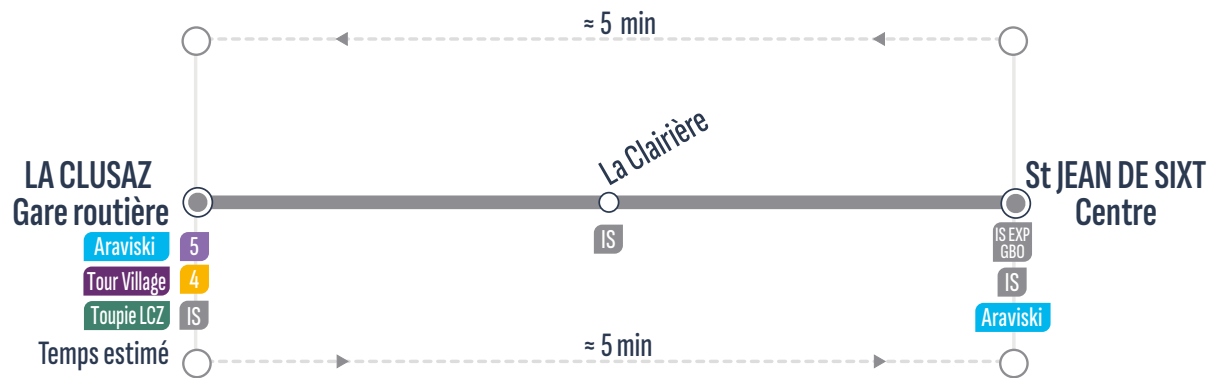 ≈ 5 min
La Clairière
LA CLUSAZ
Gare routière
Araviski 5
Tour Village 4
Toupie LCZ IS
Temps estimé
IS
St JEAN DE SIXT
Centre
IS EXP
GBO
IS
Araviski
≈ 5 min